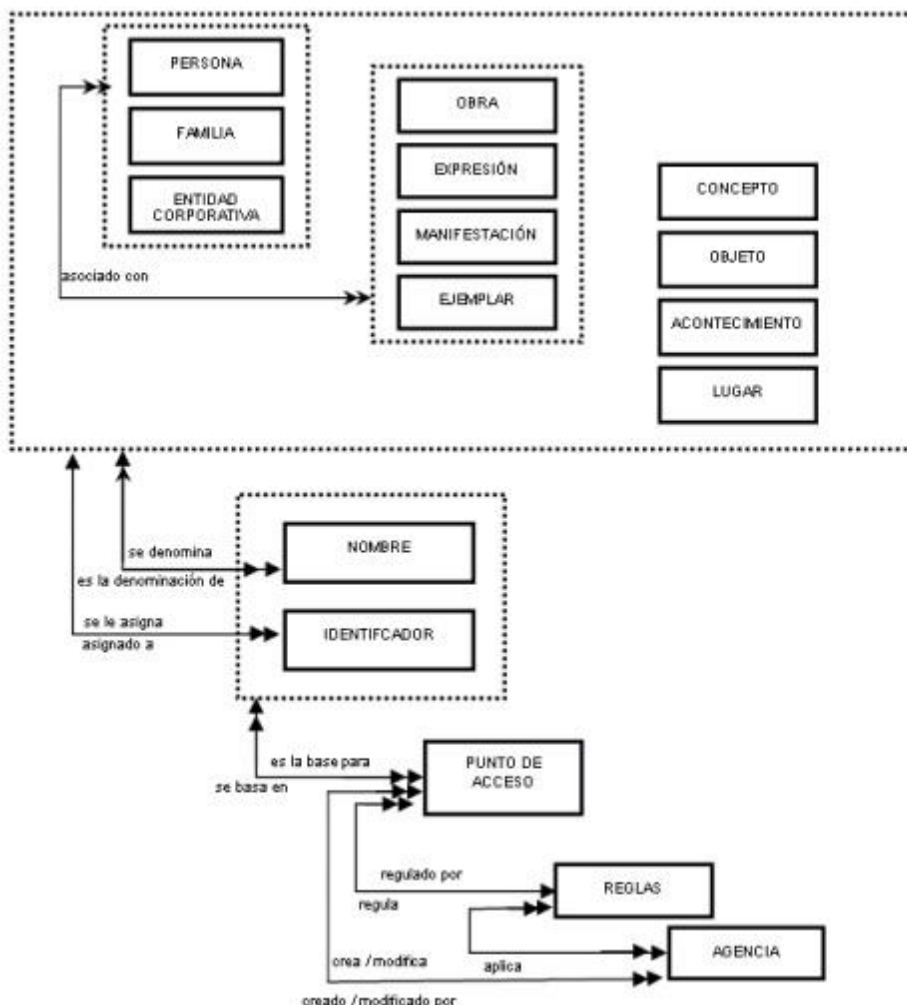 PERSONA
FAMILIA
ENTIDAD
CORPORATIVA
asociado con
OBRA
EXPRESIÓN
MANIFESTACIÓN
EJEMPLAR
CONCEPTO
OBJETO
ACONTECIMIENTO
LUGAR
se denomina
es la denominación de
se le asigna
asignado a
NOMBRE
IDENTIFCADOR
es la base para
se basa en
PUNTO DE
ACCESO
regulado por
regula
REGLAS
crea / modifica
aplica
AGENCIA
creado / modificado por